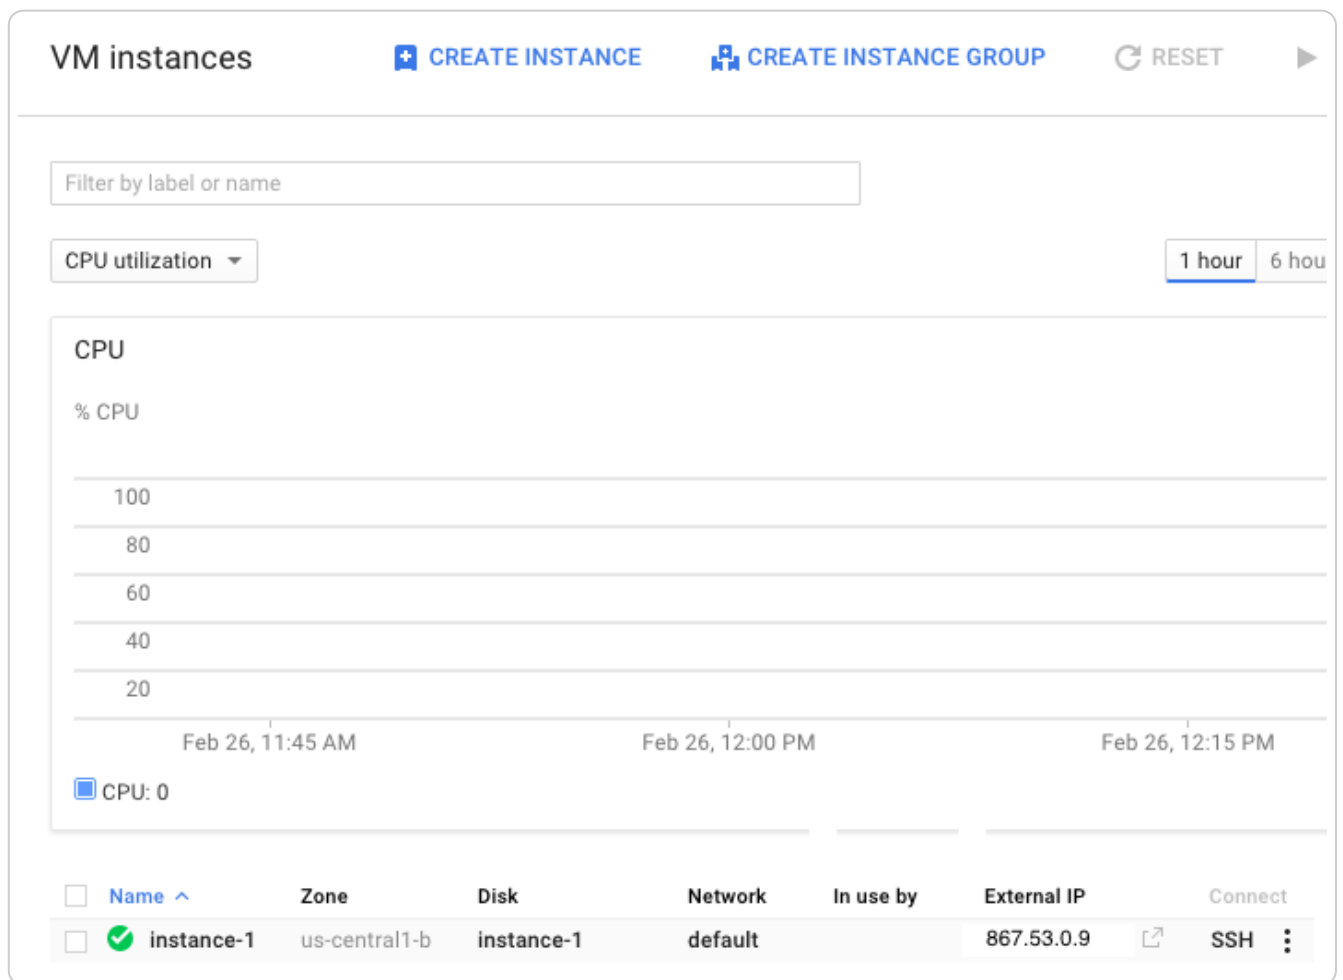 VM instances CREATE INSTANCE CREATE INSTANCE GROUP RESET
Filter by label or name
CPU utilization 1 hour 6 hou
CPU
% CPU
100
80
60
40
20
Feb 26, 11:45 AM Feb 26, 12:00 PM Feb 26, 12:15 PM
CPU: 0
Name Zone Disk Network In use by External IP Connect
instance-1 us-central1-b instance-1 default 867.53.0.9 SSH